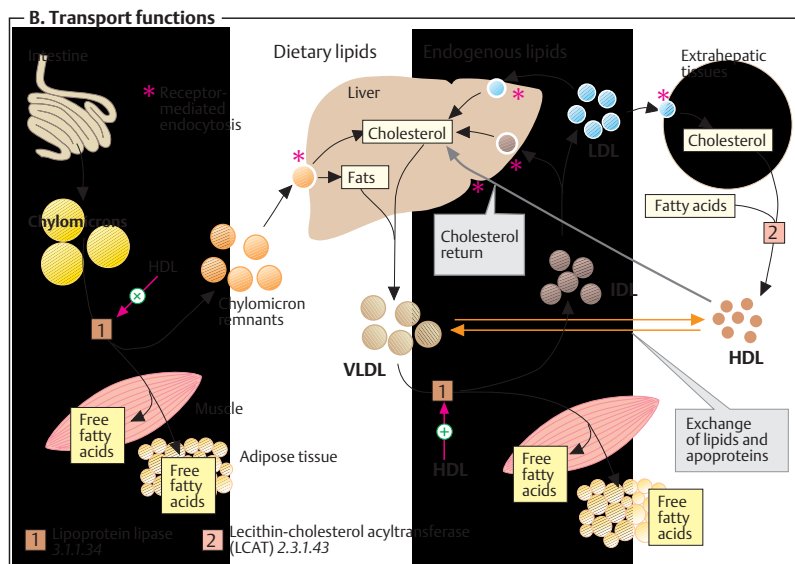 B. Transport functions
Intestine
* Receptor-
mediated
endocytosis
Dietary lipids
Endogenous lipids
Extrahepatic
tissues
Liver
Cholesterol
Fats
LDL
Cholesterol
Fatty acids
2
Chylomicrons
HDL
Chylomicron
remnants
Cholesterol
return
IDL
1
VLDL
HDL
Muscle
1
+
HDL
Exchange
of lipids and
apoproteins
Free
fatty
acids
Adipose tissue
Free
fatty
acids
Free
fatty
acids
Free
fatty
acids
1 Lipoprotein lipase
3.1.1.34
2 Lecithin-cholesterol acyltransferase
(LCAT) 2.3.1.43